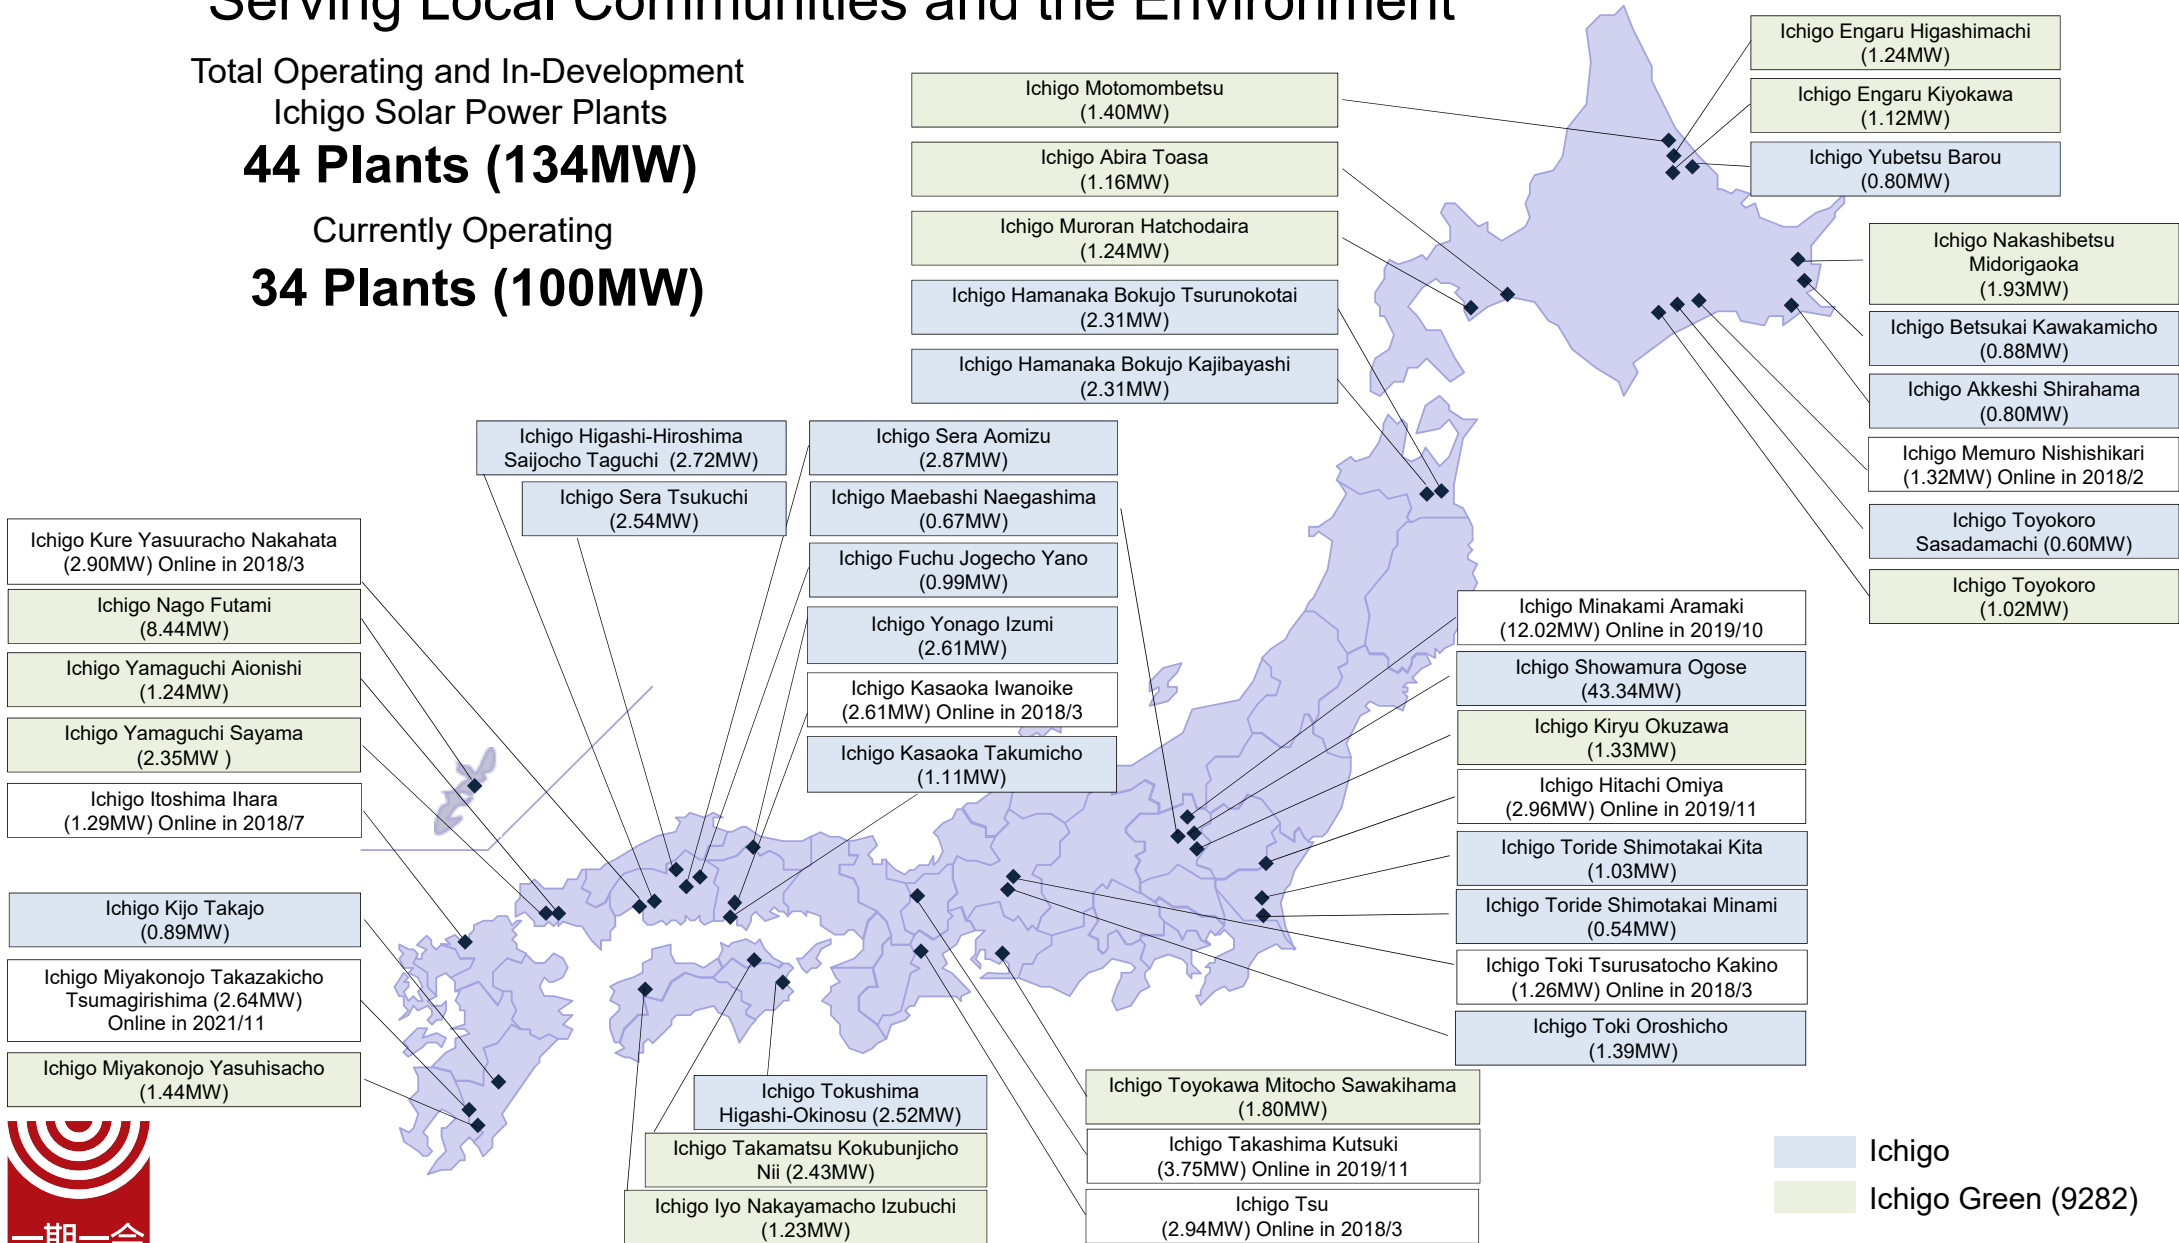 Serving Local Communities and the Environment
Total Operating and In-Development
Ichigo Solar Power Plants
44 Plants (134MW)
Currently Operating
34 Plants (100MW)
Ichigo Motomombetsu
(1.40MW)
Ichigo Abira Toasa
(1.16MW)
Ichigo Muroran Hatchodaira
(1.24MW)
Ichigo Hamanaka Bokujo Tsurunokotai
(2.31MW)
Ichigo Hamanaka Bokujo Kajibayashi
(2.31MW)
Ichigo Engaru Higashimachi
(1.24MW)
Ichigo Engaru Kiyokawa
(1.12MW)
Ichigo Yubetsu Barou
(0.80MW)
Ichigo Nakashibetsu
Midorigaoka
(1.93MW)
Ichigo Betsukai Kawakamicho
(0.88MW)
Ichigo Akkeshi Shirahama
(0.80MW)
Ichigo Memuro Nishishikari
(1.32MW) Online in 2018/2
Ichigo Toyokoro
Sasadamachi (0.60MW)
Ichigo Toyokoro
(1.02MW)
Ichigo Higashi-Hiroshima
Saijocho Taguchi (2.72MW)
Ichigo Sera Tsukuchi
(2.54MW)
Ichigo Sera Aomizu
(2.87MW)
Ichigo Maebashi Naegashima
(0.67MW)
Ichigo Fuchu Jogecho Yano
(0.99MW)
Ichigo Yonago Izumi
(2.61MW)
Ichigo Kasaoka Iwanoike
(2.61MW) Online in 2018/3
Ichigo Kasaoka Takumicho
(1.11MW)
Ichigo Kure Yasuuracho Nakahata
(2.90MW) Online in 2018/3
Ichigo Nago Futami
(8.44MW)
Ichigo Yamaguchi Aionishi
(1.24MW)
Ichigo Yamaguchi Sayama
(2.35MW )
Ichigo Itoshima Ihara
(1.29MW) Online in 2018/7
Ichigo Kijo Takajo
(0.89MW)
Ichigo Miyakonojo Takazakicho
Tsumagirishima (2.64MW)
Online in 2021/11
Ichigo Miyakonojo Yasuhisacho
(1.44MW)
Ichigo Minakami Aramaki
(12.02MW) Online in 2019/10
Ichigo Showamura Ogose
(43.34MW)
Ichigo Kiryu Okuzawa
(1.33MW)
Ichigo Hitachi Omiya
(2.96MW) Online in 2019/11
Ichigo Toride Shimotakai Kita
(1.03MW)
Ichigo Toride Shimotakai Minami
(0.54MW)
Ichigo Toki Tsurusatocho Kakino
(1.26MW) Online in 2018/3
Ichigo Toki Oroshicho
(1.39MW)
Ichigo Tokushima
Higashi-Okinosu (2.52MW)
Ichigo Takamatsu Kokubunjicho
Nii (2.43MW)
Ichigo Iyo Nakayamacho Izubuchi
(1.23MW)
Ichigo Toyokawa Mitocho Sawakihama
(1.80MW)
Ichigo Takashima Kutsuki
(3.75MW) Online in 2019/11
Ichigo Tsu
(2.94MW) Online in 2018/3
一期一会
Ichigo
Ichigo Green (9282)